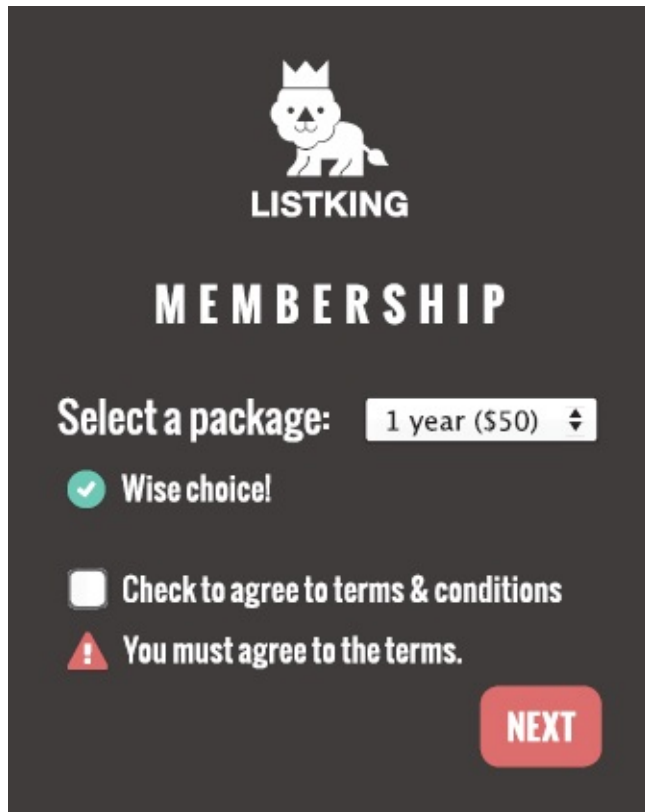 LISTKING
MEMBERSHIP
Select a package: 1 year ($50)
Wise choice!
Check to agree to terms & conditions
You must agree to the terms.
NEXT